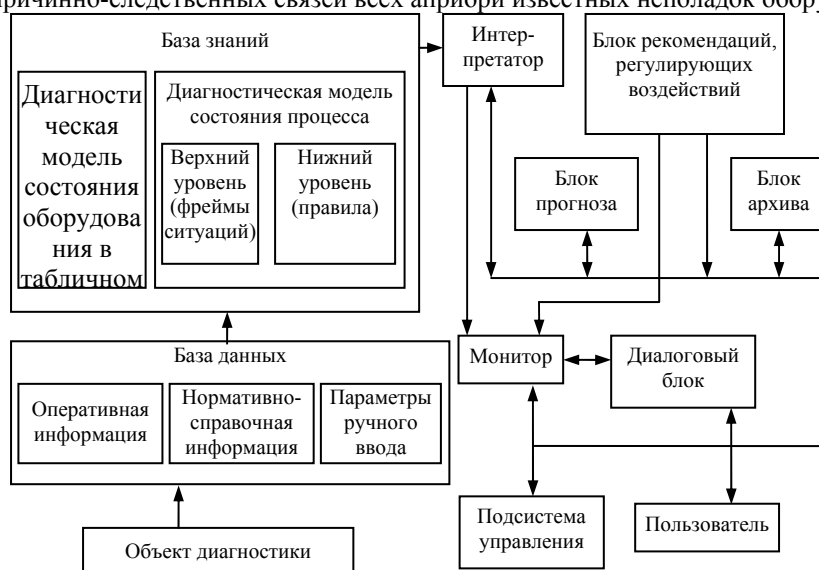 причинно-следственных связей всех априори известных неполадок
База знаний
Диагности
ческая
модель
состояния
оборудова
ния в
табличном
Диагностическая модель
состояния процесса
Верхний
уровень
(фреймы
ситуаций)
Нижний
уровень
(правила)
Интер-
претатор
Блок рекомендаций,
регулирующих
воздействий
Блок
прогноза
Блок
архива
База данных
Оперативная
информация
Нормативно-
справочная
информация
Параметры
ручного
ввода
Монитор
Диалоговый
блок
Подсистема
управления
Пользователь
Объект диагностики